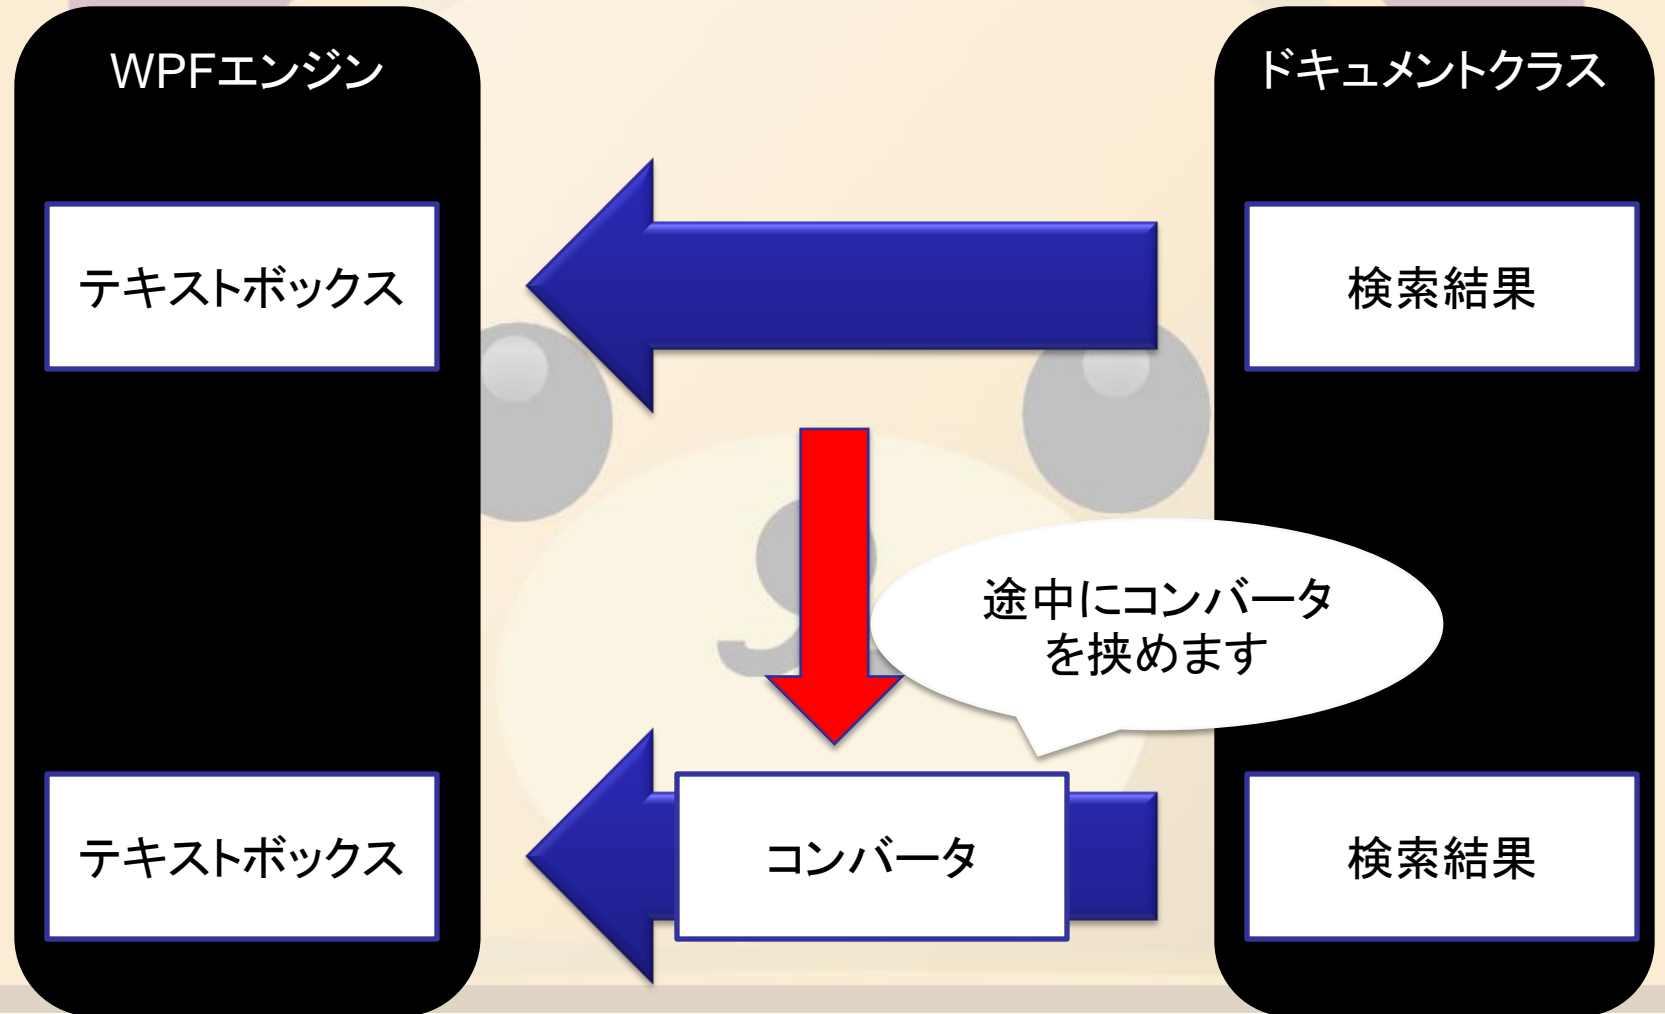 WPFエンジン
ドキュメントクラス
テキストボックス
検索結果
途中にコンバータ
を挟めます
テキストボックス
コンバータ
検索結果